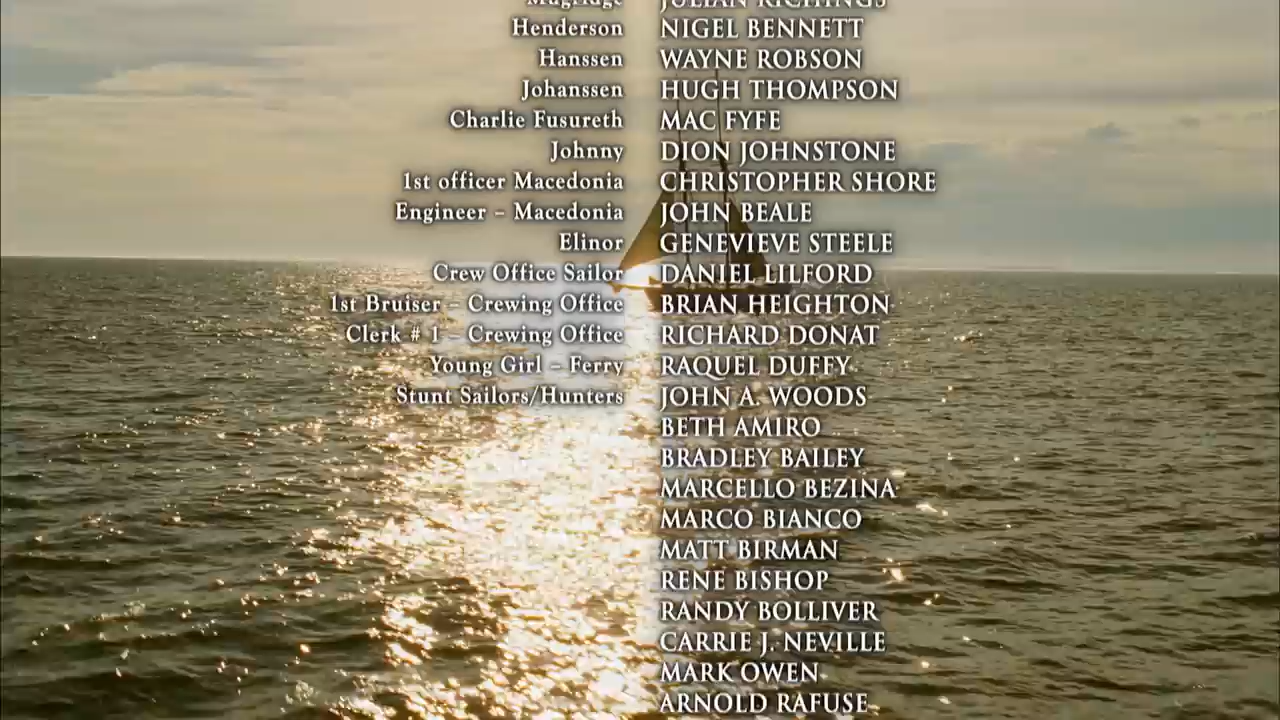 Mugridge JULIAN RICHINGS
Henderson NIGEL BENNETT
Hanssen WAYNE ROBSON
Johanssen HUGH THOMPSON
Charlie Fusureth MAC FYFE
Johnny DION JOHNSTONE
1st officer Macedonia CHRISTOPHER SHORE
Engineer – Macedonia JOHN BEALE
Elinor GENEVIEVE STEELE
Crew Office Sailor DANIEL LILFORD
1st Bruiser – Crewing Office BRIAN HEIGHTON
Clerk # 1 – Crewing Office RICHARD DONAT
Young Girl – Ferry RAQUEL DUFFY
Stunt Sailors/Hunters JOHN A. WOODS
BETH AMIRO
BRADLEY BAILEY
MARCELLO BEZINA
MARCO BIANCO
MATT BIRMAN
RENE BISHOP
RANDY BOLLIVER
CARRIE J. NEVILLE
MARK OWEN
ARNOLD RAFUSE